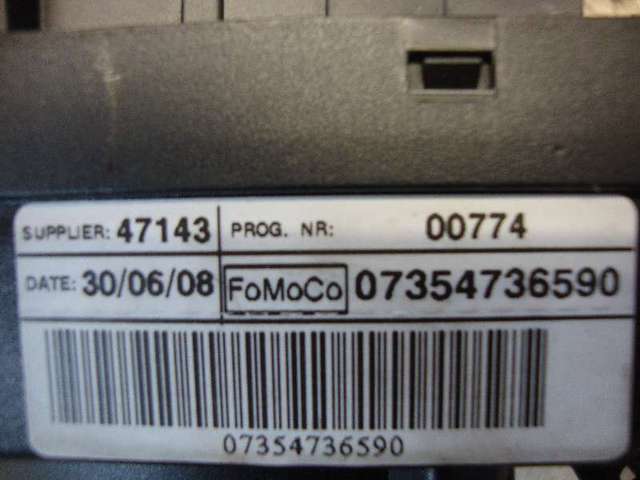 SUPPLIER: 47143 PROG. NR: 00774
DATE: 30/06/08 FoMoCo 07354736590
07354736590